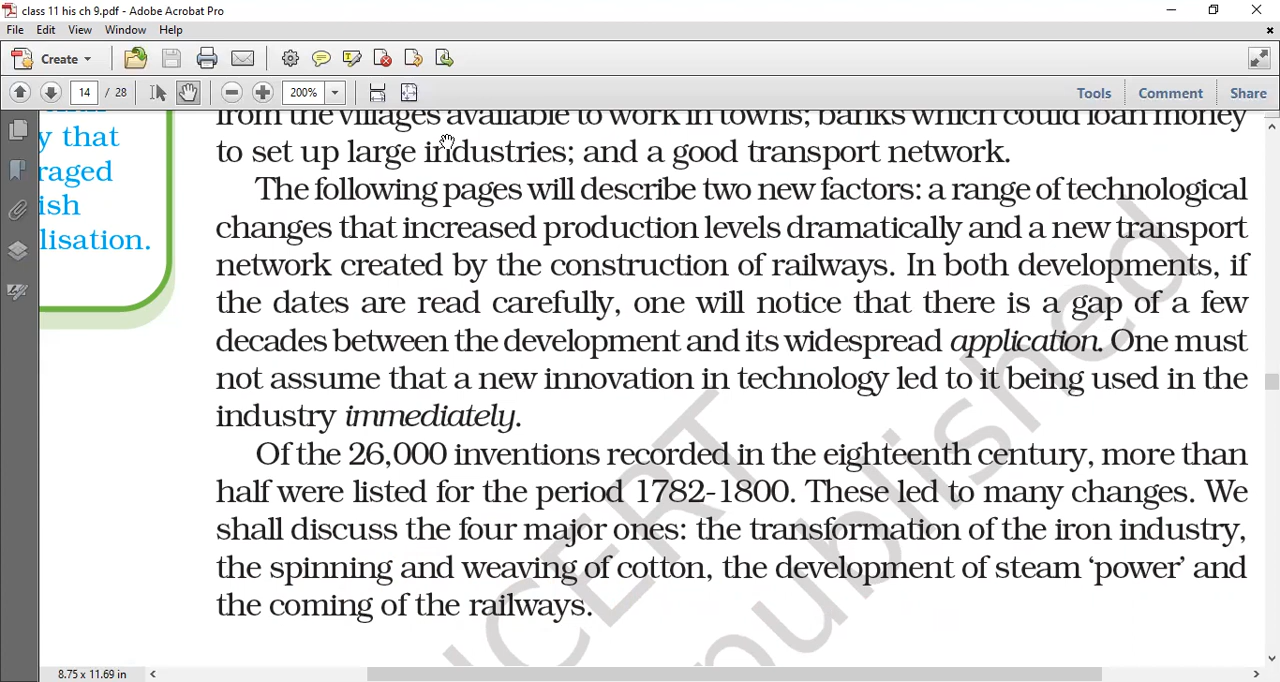 class 11 his ch 9.pdf - Adobe Acrobat Pro
File Edit View Window Help
Create
14 / 28 200% Tools Comment Share
from the villages available to work in towns; banks which could loan money
y that
to set up large industries; and a good transport network.
raged
The following pages will describe two new factors: a range of technological
ish
changes that increased production levels dramatically and a new transport
lisation.
network created by the construction of railways. In both developments, if
the dates are read carefully, one will notice that there is a gap of a few
decades between the development and its widespread application. One must
not assume that a new innovation in technology led to it being used in the
industry immediately.
Of the 26,000 inventions recorded in the eighteenth century, more than
half were listed for the period 1782-1800. These led to many changes. We
shall discuss the four major ones: the transformation of the iron industry,
the spinning and weaving of cotton, the development of steam ‘power’ and
the coming of the railways.
NCERT
published
8.75 x 11.69 in